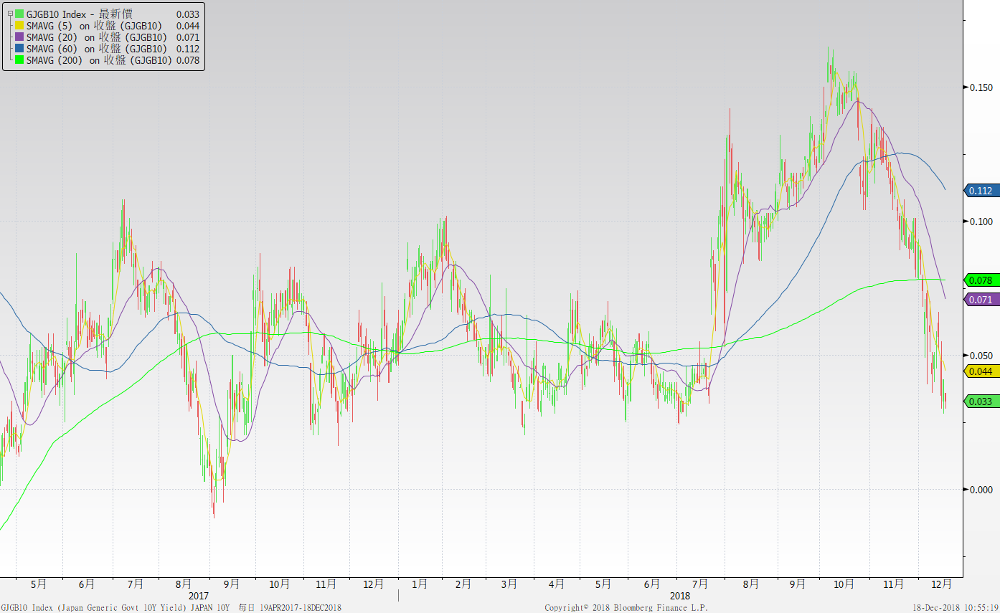 GJGB10 Index - 最新價 0.033
SMAVG (5) on 收盤 (GJGB10) 0.044
SMAVG (20) on 收盤 (GJGB10) 0.071
SMAVG (60) on 收盤 (GJGB10) 0.112
SMAVG (200) on 收盤 (GJGB10) 0.078
0.150
0.112
0.100
0.078
0.071
0.050
0.044
0.033
0.000
5月 6月 7月 8月 9月 10月 11月 12月 1月 2月 3月 4月 5月 6月 7月 8月 9月 10月 11月 12月
2017 2018
GJGB10 Index (Japan Generic Govt 10Y Yield) JAPAN 10Y 每日 19APR2017-18DEC2018 Copyright© 2018 Bloomberg Finance L.P. 18-Dec-2018 10:55:19